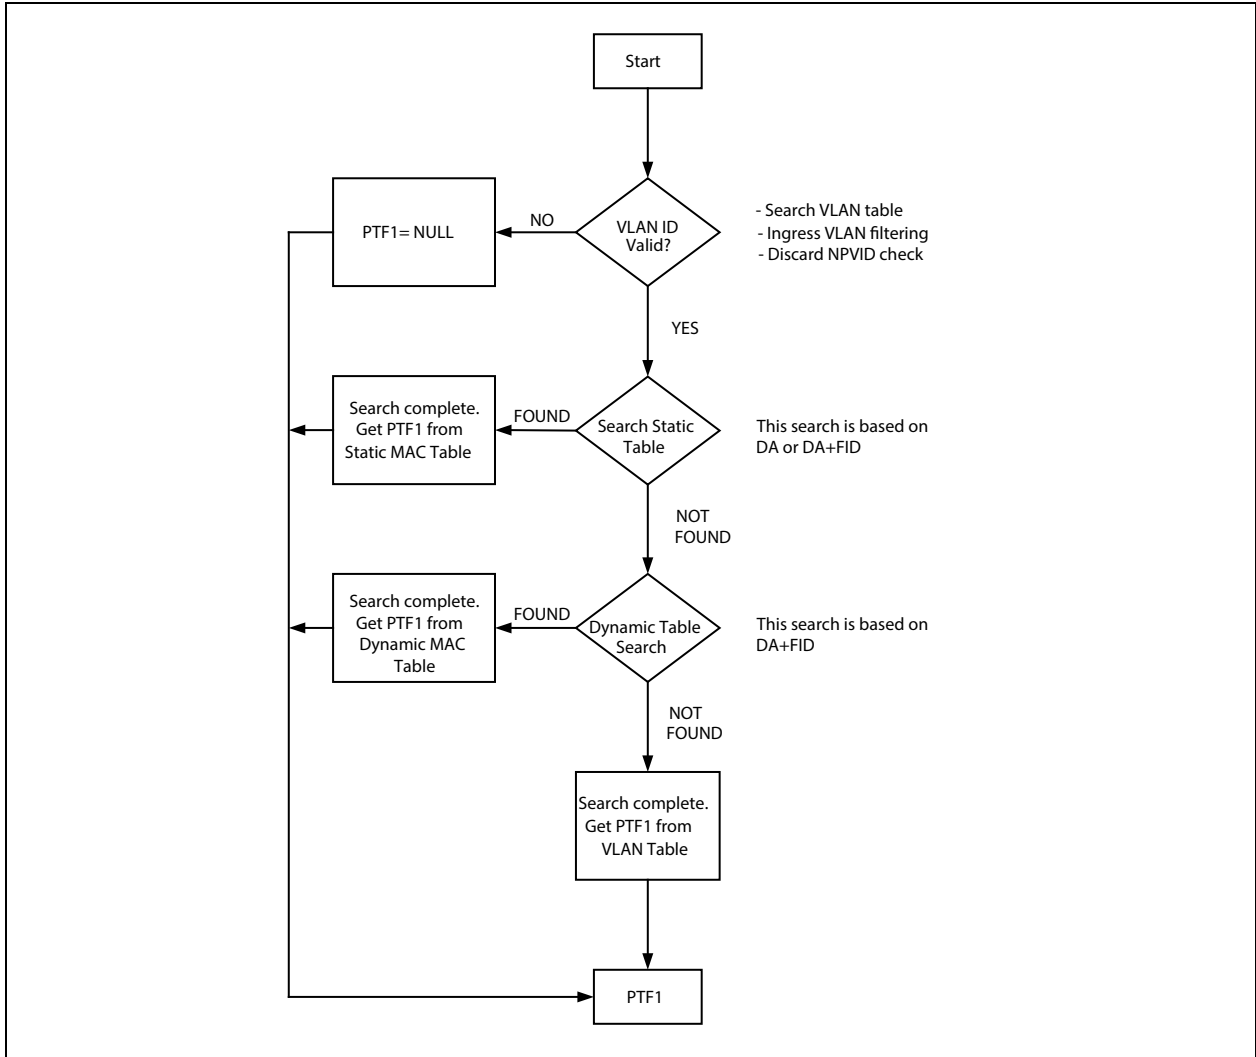 Start
VLAN ID
Valid?
NO
PTF1= NULL
- Search VLAN table
- Ingress VLAN filtering
- Discard NPVID check
YES
Search Static
Table
FOUND
Search complete.
Get PTF1 from
Static MAC Table
This search is based on
DA or DA+FID
NOT
FOUND
Dynamic Table
Search
FOUND
Search complete.
Get PTF1 from
Dynamic MAC
Table
This search is based on
DA+FID
NOT
FOUND
Search complete.
Get PTF1 from
VLAN Table
PTF1